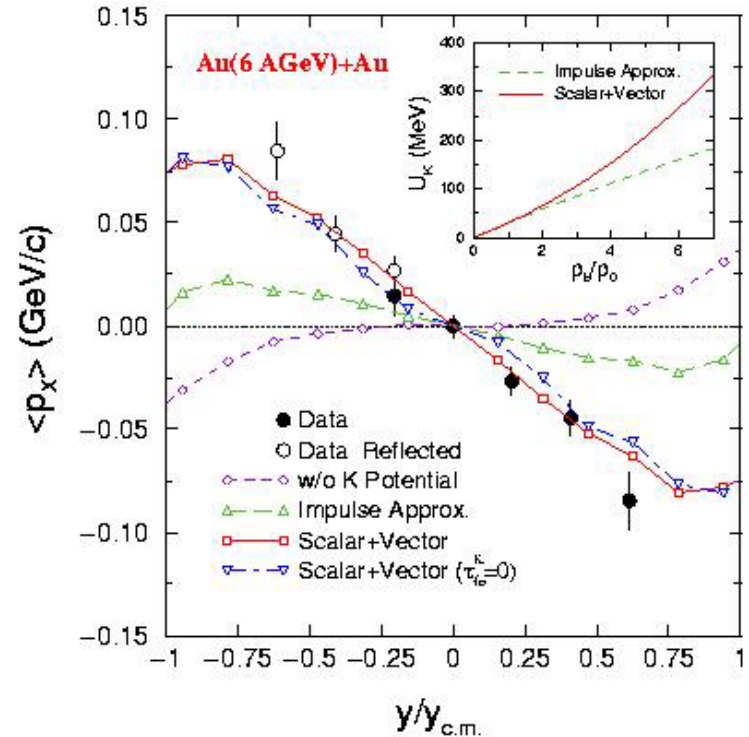 Au(6 AGeV)+Au
400
300
200
100
0
U_K (MeV)
Impulse Approx.
Scalar+Vector
0 2 4 6
ρ_B/ρ_o
0.15
0.10
0.05
0.00
−0.05
−0.10
−0.15
<p_x> (GeV/c)
Data
Data Reflected
w/o K Potential
Impulse Approx.
Scalar+Vector
Scalar+Vector (τ_fo^K=0)
−1 −0.75 −0.5 −0.25 0 0.25 0.50 0.75 1
y/y_c.m.